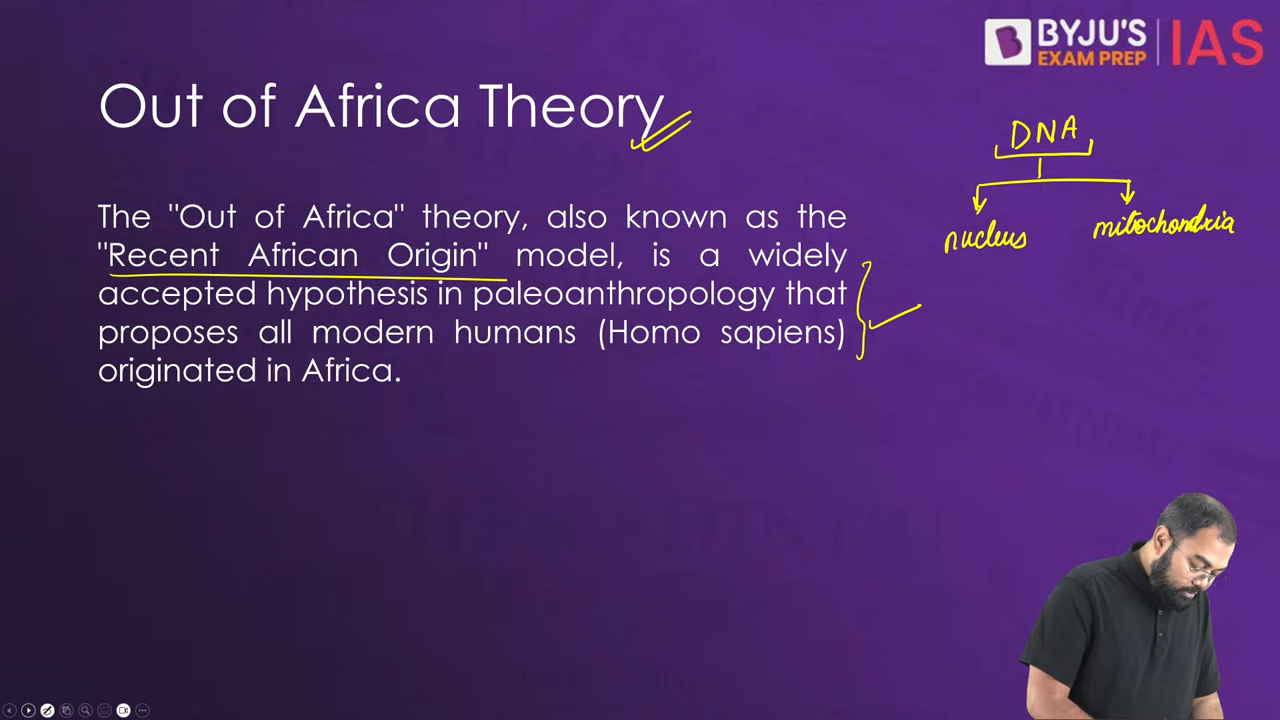 BYJU'S
EXAM PREP
IAS
Out of Africa Theory
DNA
nucleus
mitochondria
The "Out of Africa" theory, also known as the
"Recent African Origin" model, is a widely
accepted hypothesis in paleoanthropology that
proposes all modern humans (Homo sapiens)
originated in Africa.